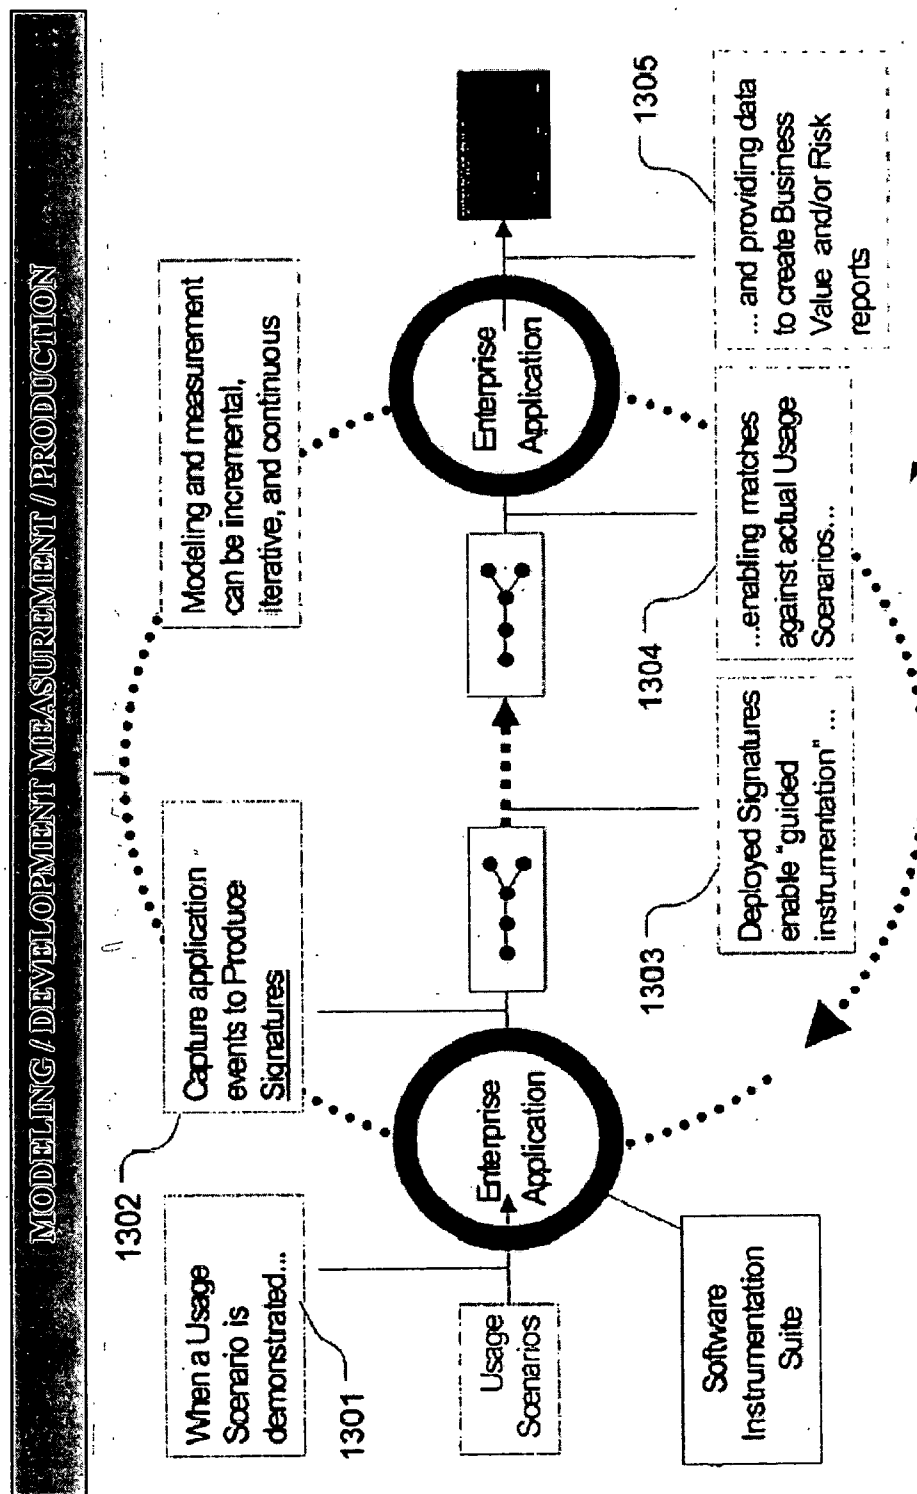 MODELING / DEVELOPMENT MEASUREMENT / PRODUCTION
When a Usage
Scenario is
demonstrated...
1301
1302
Capture application
events to Produce
Signatures
Modeling and measurement
can be incremental,
iterative, and continuous
Usage
Scenarios
Enterprise
Application
Enterprise
Application
Software
Instrumentation
Suite
1303
Deployed Signatures
enable "guided
instrumentation" ...
1304
...enabling matches
against actual Usage
Scenarios...
1305
... and providing data
to create Business
Value and/or Risk
reports